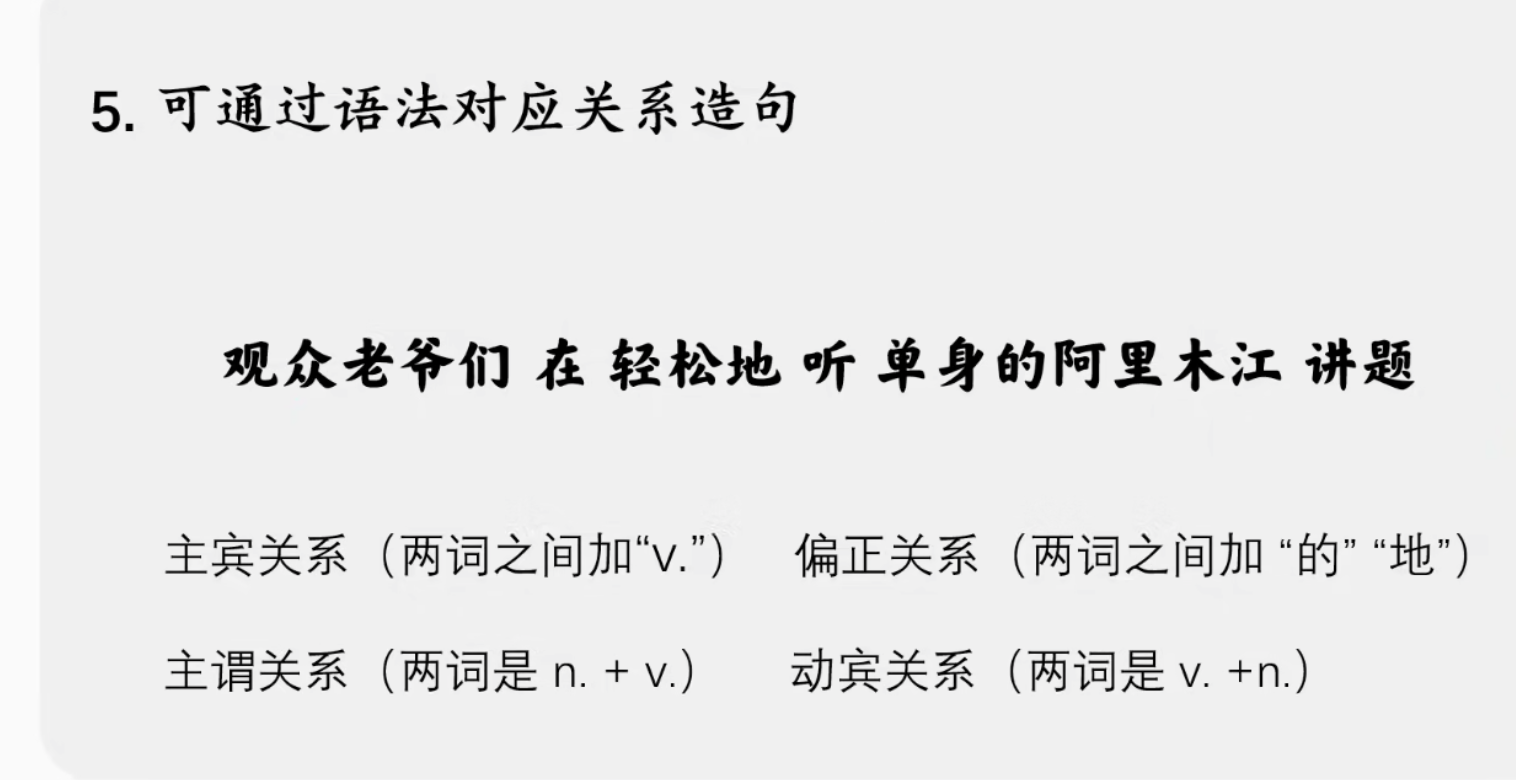 5. 可通过语法对应关系造句
观众老爷们 在 轻松地 听 单身的阿里木江 讲题
主宾关系（两词之间加“v.”） 偏正关系（两词之间加 “的” “地”）
主谓关系（两词是 n. + v.） 动宾关系（两词是 v. +n.）